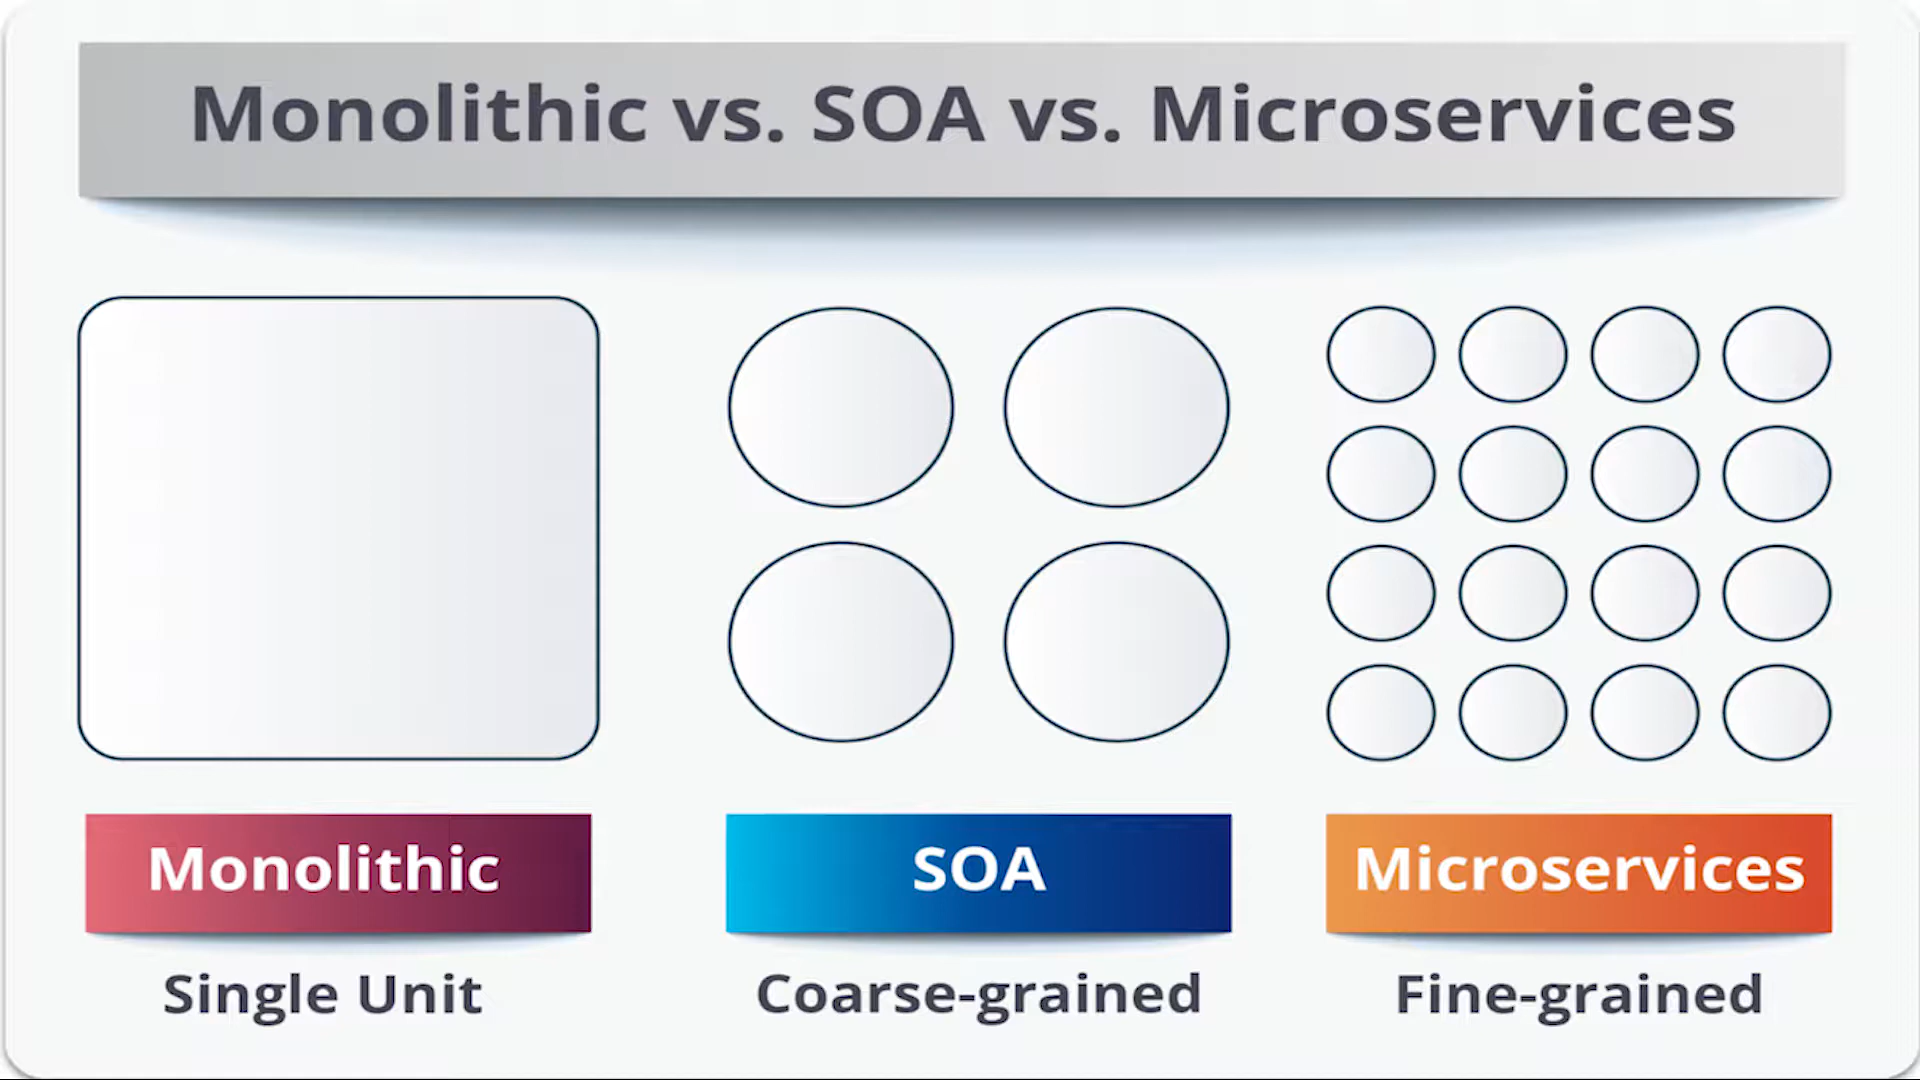 Monolithic vs. SOA vs. Microservices
Monolithic
SOA
Microservices
Single Unit
Coarse-grained
Fine-grained